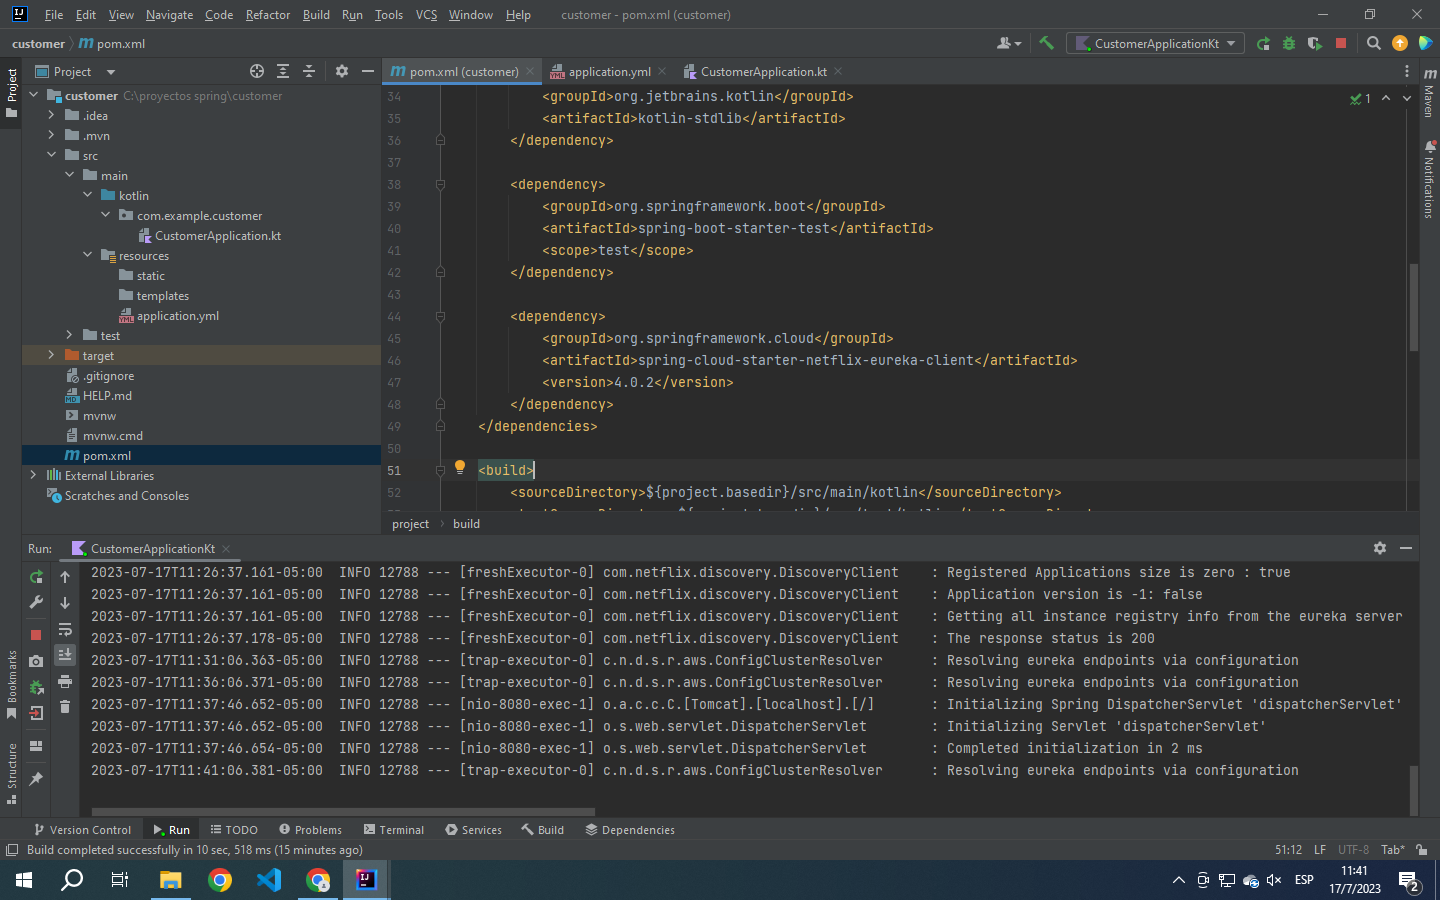 File Edit View Navigate Code Refactor Build Run Tools VCS Window Help customer - pom.xml (customer)
customer pom.xml
CustomerApplicationKt
Project
pom.xml (customer) application.yml CustomerApplication.kt
Project
customer C:\proyectos spring\customer
.idea
.mvn
src
main
kotlin
com.example.customer
CustomerApplication.kt
resources
static
templates
application.yml
test
target
.gitignore
HELP.md
mvnw
mvnw.cmd
pom.xml
External Libraries
Scratches and Consoles
1
34 <groupId>org.jetbrains.kotlin</groupId>
35 <artifactId>kotlin-stdlib</artifactId>
36 </dependency>
37
38 <dependency>
39 <groupId>org.springframework.boot</groupId>
40 <artifactId>spring-boot-starter-test</artifactId>
41 <scope>test</scope>
42 </dependency>
43
44 <dependency>
45 <groupId>org.springframework.cloud</groupId>
46 <artifactId>spring-cloud-starter-netflix-eureka-client</artifactId>
47 <version>4.0.2</version>
48 </dependency>
49 </dependencies>
50
51 <build>
52 <sourceDirectory>${project.basedir}/src/main/kotlin</sourceDirectory>
project build
Maven
Notifications
Run: CustomerApplicationKt
2023-07-17T11:26:37.161-05:00 INFO 12788 --- [freshExecutor-0] com.netflix.discovery.DiscoveryClient : Registered Applications size is zero : true
2023-07-17T11:26:37.161-05:00 INFO 12788 --- [freshExecutor-0] com.netflix.discovery.DiscoveryClient : Application version is -1: false
2023-07-17T11:26:37.161-05:00 INFO 12788 --- [freshExecutor-0] com.netflix.discovery.DiscoveryClient : Getting all instance registry info from the eureka server
2023-07-17T11:26:37.178-05:00 INFO 12788 --- [freshExecutor-0] com.netflix.discovery.DiscoveryClient : The response status is 200
2023-07-17T11:31:06.363-05:00 INFO 12788 --- [trap-executor-0] c.n.d.s.r.aws.ConfigClusterResolver : Resolving eureka endpoints via configuration
2023-07-17T11:36:06.371-05:00 INFO 12788 --- [trap-executor-0] c.n.d.s.r.aws.ConfigClusterResolver : Resolving eureka endpoints via configuration
2023-07-17T11:37:46.652-05:00 INFO 12788 --- [nio-8080-exec-1] o.a.c.c.C.[Tomcat].[localhost].[/] : Initializing Spring DispatcherServlet 'dispatcherServlet'
2023-07-17T11:37:46.652-05:00 INFO 12788 --- [nio-8080-exec-1] o.s.web.servlet.DispatcherServlet : Initializing Servlet 'dispatcherServlet'
2023-07-17T11:37:46.654-05:00 INFO 12788 --- [nio-8080-exec-1] o.s.web.servlet.DispatcherServlet : Completed initialization in 2 ms
2023-07-17T11:41:06.381-05:00 INFO 12788 --- [trap-executor-0] c.n.d.s.r.aws.ConfigClusterResolver : Resolving eureka endpoints via configuration
Bookmarks
Structure
Version Control Run TODO Problems Terminal Services Build Dependencies
Build completed successfully in 10 sec, 518 ms (15 minutes ago)
51:12 LF UTF-8 Tab*
ESP
11:41
17/7/2023
2